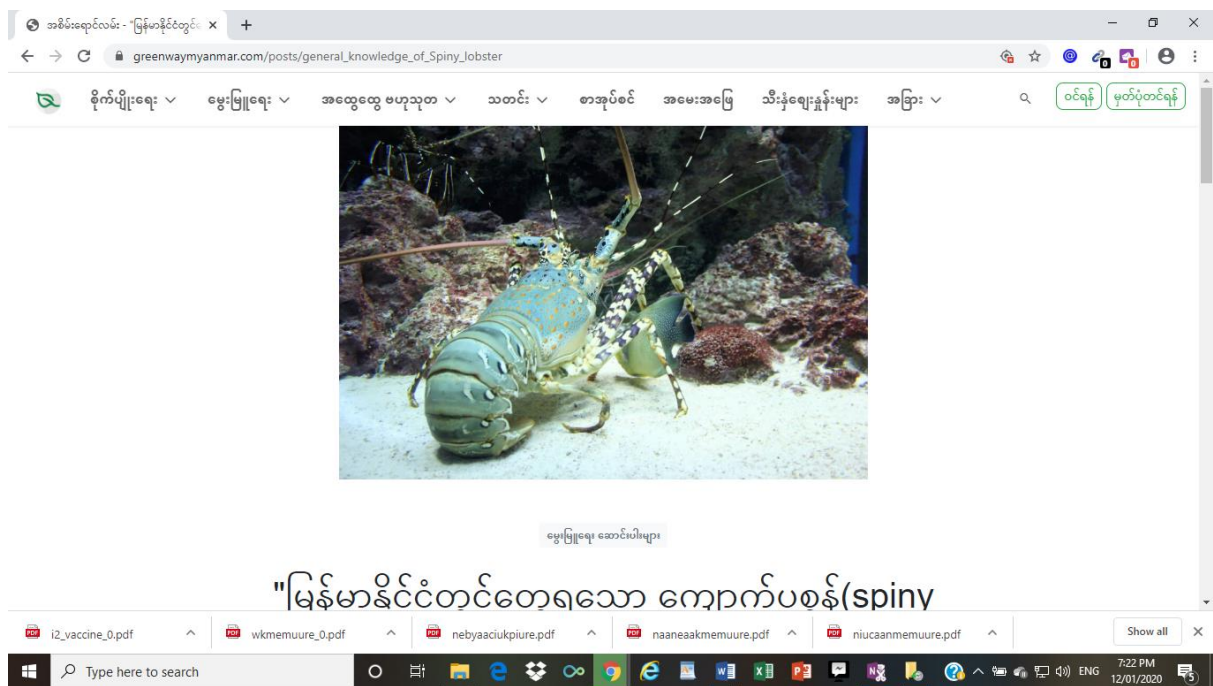 အစိမ်းရောင်လမ်း - "မြန်မာနိုင်ငံတွင်
greenwaymyanmar.com/posts/general_knowledge_of_Spiny_lobster
စိုက်ပျိုးရေး မွေးမြူရေး အထွေထွေ ဗဟုသုတ သတင်း စာအုပ်စင် အမေးအဖြေ သီးနှံဈေးနှုန်းများ အခြား ဝင်ရန် မှတ်ပုံတင်ရန်
မွေးမြူရေး ဆောင်းပါးများ
"မြန်မာနိုင်ငံတွင်တွေ့ရသော ကျောက်ပုစွန်(spiny
i2_vaccine_0.pdf wkmemuure_0.pdf nebyaaciukpiure.pdf naaneaakmemuure.pdf niucaanmemuure.pdf Show all
Type here to search ENG 7:22 PM
12/01/2020